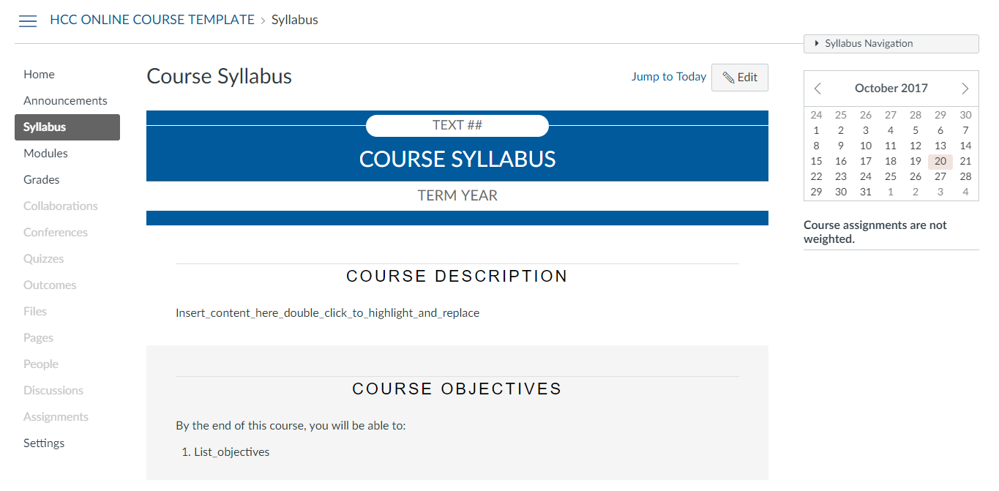 HCC ONLINE COURSE TEMPLATE › Syllabus
Syllabus Navigation
Home
Announcements
Syllabus
Modules
Grades
Collaborations
Conferences
Quizzes
Outcomes
Files
Pages
People
Discussions
Assignments
Settings
Course Syllabus
Jump to Today
Edit
TEXT ##
COURSE SYLLABUS
TERM YEAR
COURSE DESCRIPTION
Insert_content_here_double_click_to_highlight_and_replace
COURSE OBJECTIVES
By the end of this course, you will be able to:
1. List_objectives
October 2017
24 25 26 27 28 29 30
1 2 3 4 5 6 7
8 9 10 11 12 13 14
15 16 17 18 19 20 21
22 23 24 25 26 27 28
29 30 31 1 2 3 4
Course assignments are not
weighted.